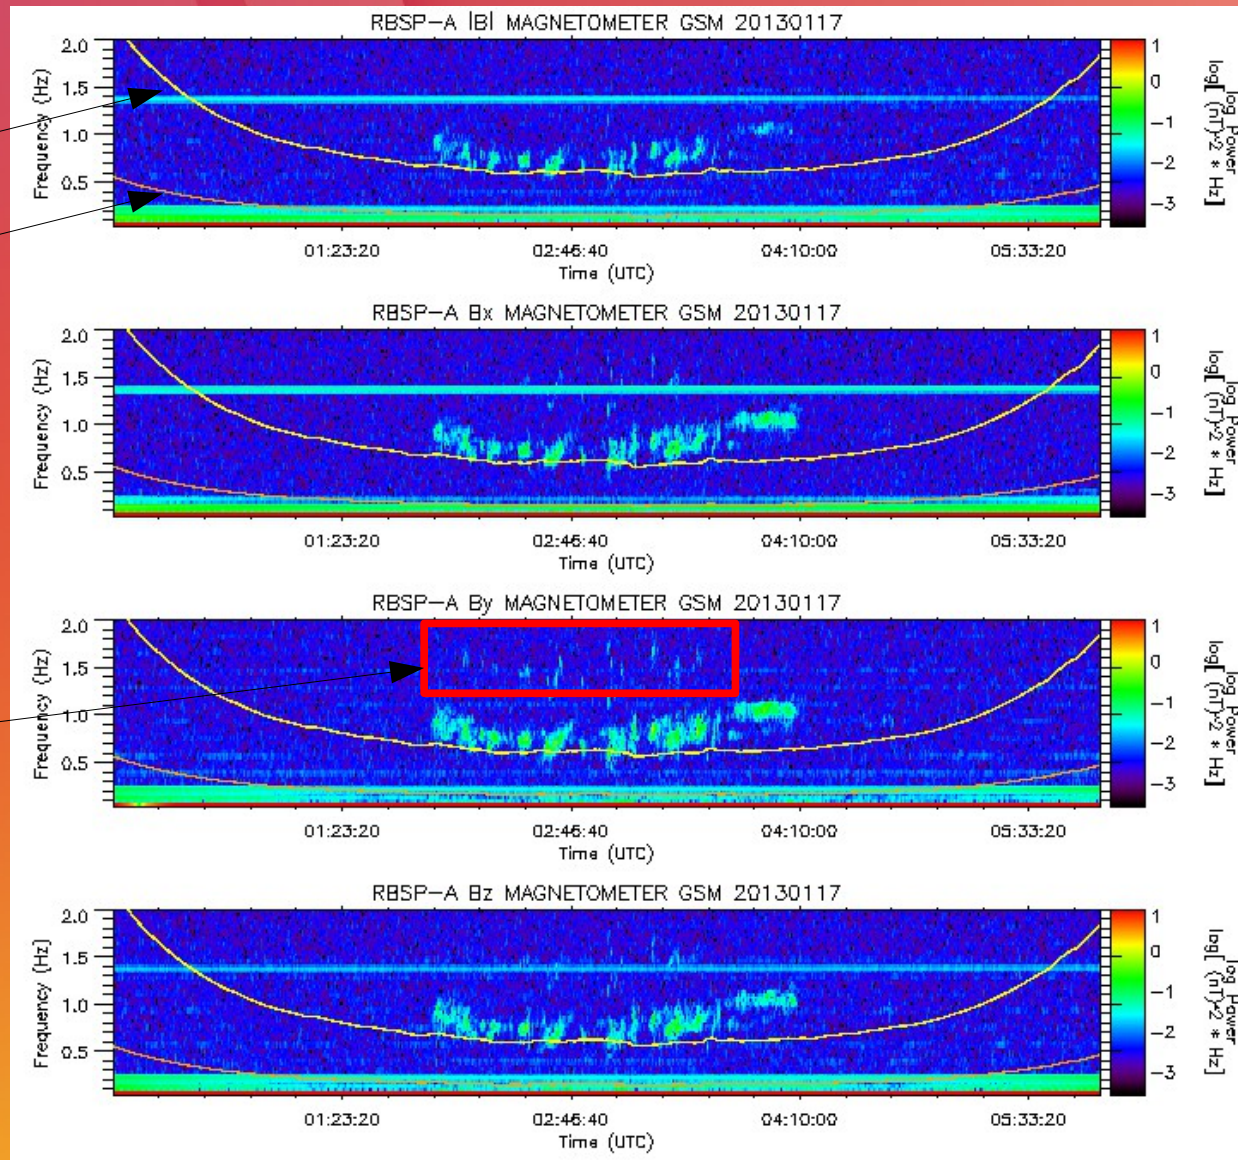 RBSP-A |B| MAGNETOMETER GSM 20130117
2.0
1.5
1.0
0.5
Frequency (Hz)
01:23:20 02:46:40 04:10:00 05:33:20
Time (UTC)
1
0
-1
-2
-3
log Power
log[ (nT)^2 * Hz]
RBSP-A Bx MAGNETOMETER GSM 20130117
2.0
1.5
1.0
0.5
Frequency (Hz)
01:23:20 02:46:40 04:10:00 05:33:20
Time (UTC)
1
0
-1
-2
-3
log Power
log[ (nT)^2 * Hz]
RBSP-A By MAGNETOMETER GSM 20130117
2.0
1.5
1.0
0.5
Frequency (Hz)
01:23:20 02:46:40 04:10:00 05:33:20
Time (UTC)
1
0
-1
-2
-3
log Power
log[ (nT)^2 * Hz]
RBSP-A Bz MAGNETOMETER GSM 20130117
2.0
1.5
1.0
0.5
Frequency (Hz)
01:23:20 02:46:40 04:10:00 05:33:20
Time (UTC)
1
0
-1
-2
-3
log Power
log[ (nT)^2 * Hz]